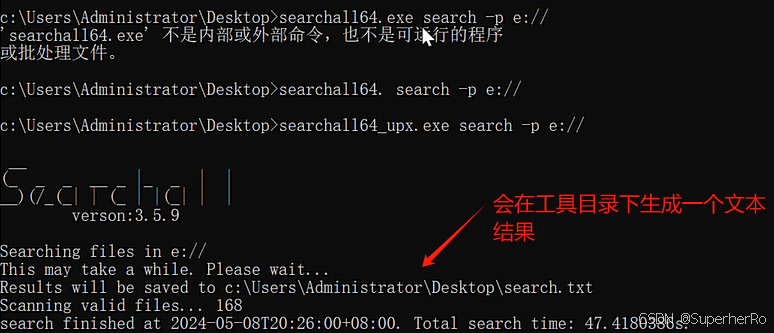 c:\Users\Administrator\Desktop>searchall64.exe search -p e://
'searchall64.exe' 不是内部或外部命令，也不是可运行的程序
或批处理文件。
c:\Users\Administrator\Desktop>searchall64. search -p e://
c:\Users\Administrator\Desktop>searchall64_upx.exe search -p e://
Searchall
verson:3.5.9
会在工具目录下生成一个文本
结果
Searching files in e://
This may take a while. Please wait...
Results will be saved to c:\Users\Administrator\Desktop\search.txt
Scanning valid files... 168
search finished at 2024-05-08T20:26:00+08:00. Total search time: 47.4180286s.
CSDN @SuperherRo